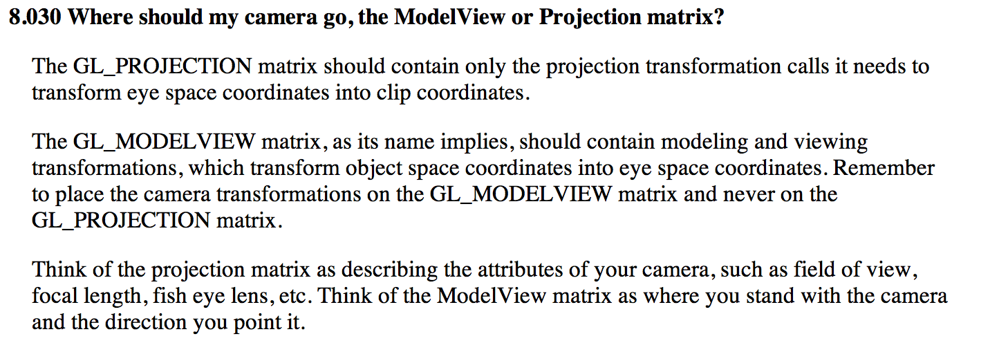 8.030 Where should my camera go, the ModelView or Projection matrix?
The GL_PROJECTION matrix should contain only the projection transformation calls it needs to
transform eye space coordinates into clip coordinates.
The GL_MODELVIEW matrix, as its name implies, should contain modeling and viewing
transformations, which transform object space coordinates into eye space coordinates. Remember
to place the camera transformations on the GL_MODELVIEW matrix and never on the
GL_PROJECTION matrix.
Think of the projection matrix as describing the attributes of your camera, such as field of view,
focal length, fish eye lens, etc. Think of the ModelView matrix as where you stand with the camera
and the direction you point it.